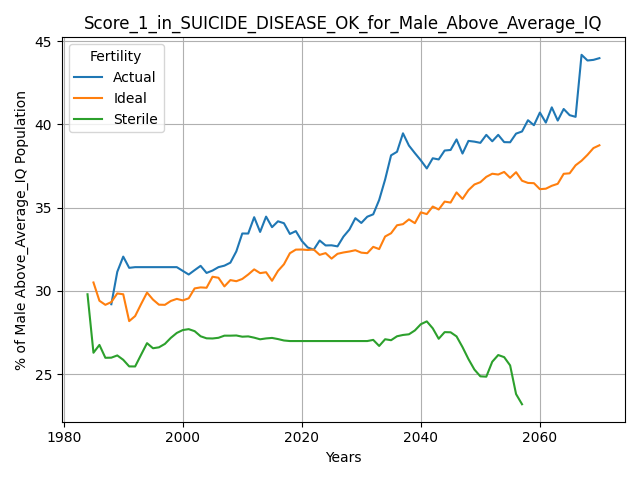 Score_1_in_SUICIDE_DISEASE_OK_for_Male_Above_Average_IQ
% of Male Above_Average_IQ Population
45
40
35
30
25
Fertility
Actual
Ideal
Sterile
1980
2000
2020
2040
2060
Years